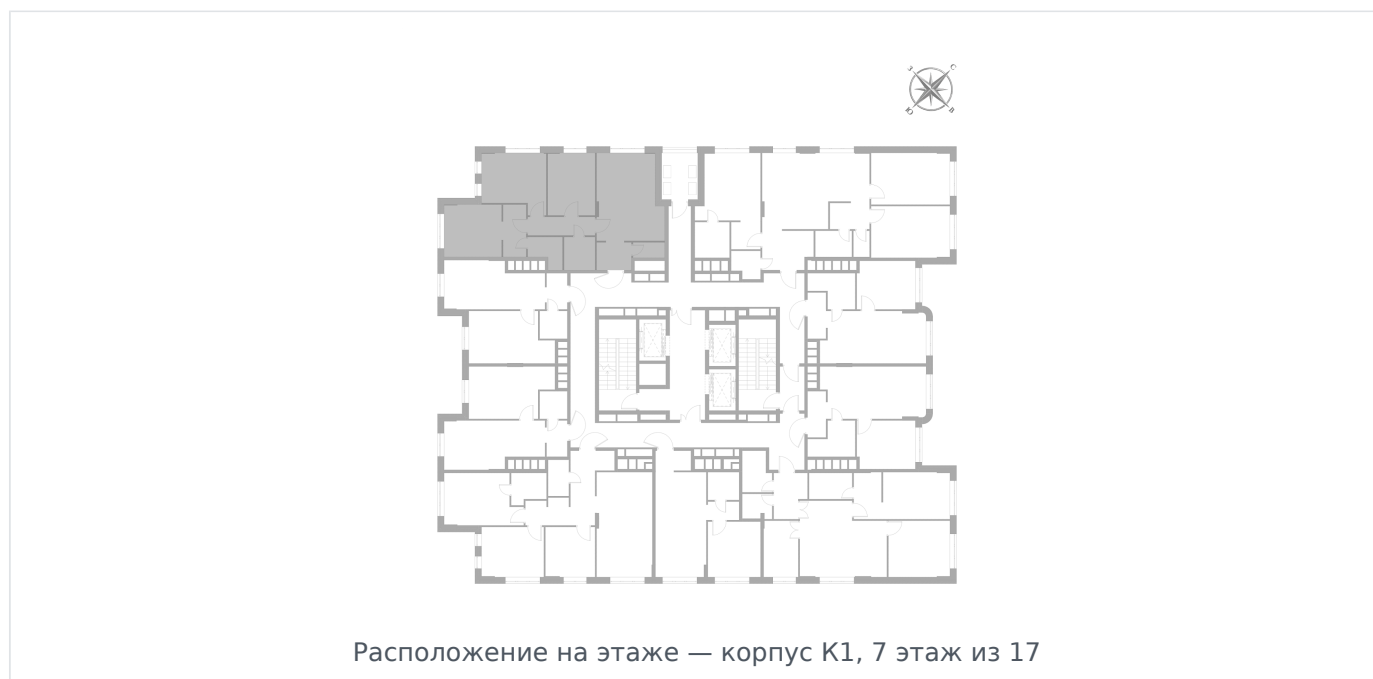 З С
Ю В
Расположение на этаже — корпус К1, 7 этаж из 17